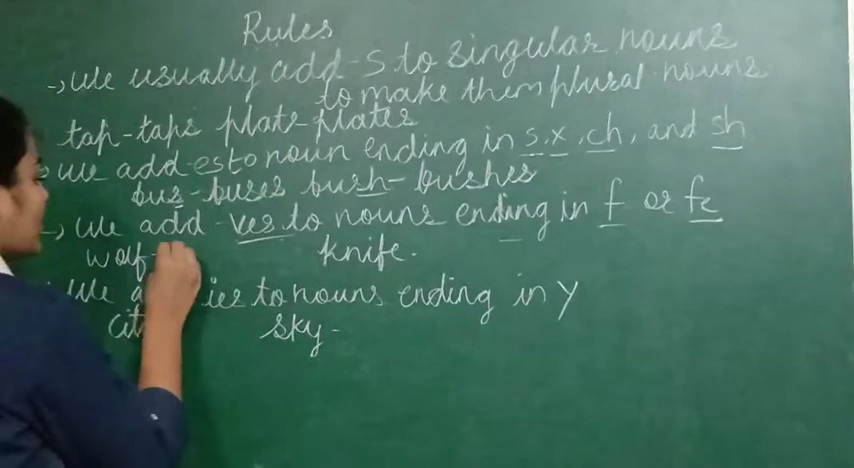 Rules
→ We usually add -s to singular nouns
to make them plural nouns
tap-taps plate-plates
We add -es to noun ending in s, x, ch, and sh
bus-buses bush-bushes
→ We add -ves to nouns ending in f or fe
wolf- knife.
We ies to nouns ending in y
sky-